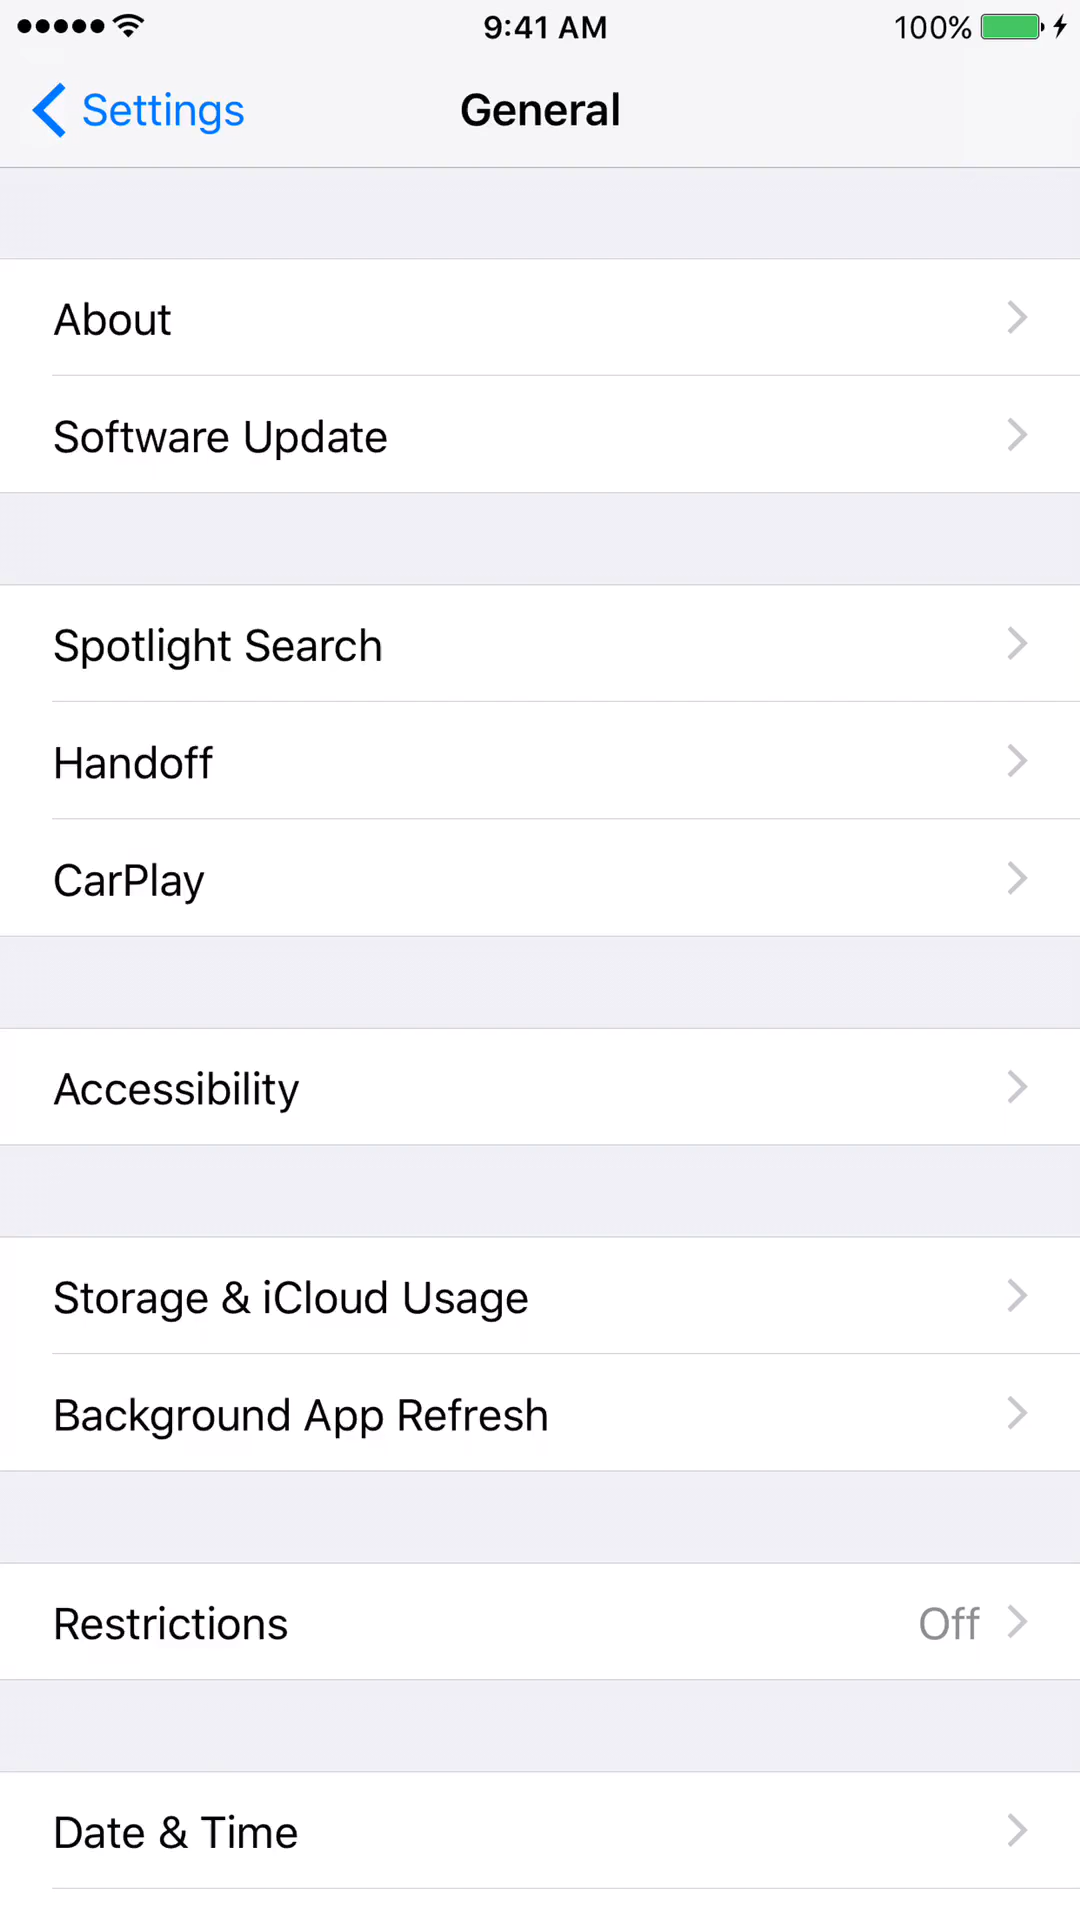 9:41 AM
100%
Settings
General
About
Software Update
Spotlight Search
Handoff
CarPlay
Accessibility
Storage & iCloud Usage
Background App Refresh
Restrictions Off
Date & Time